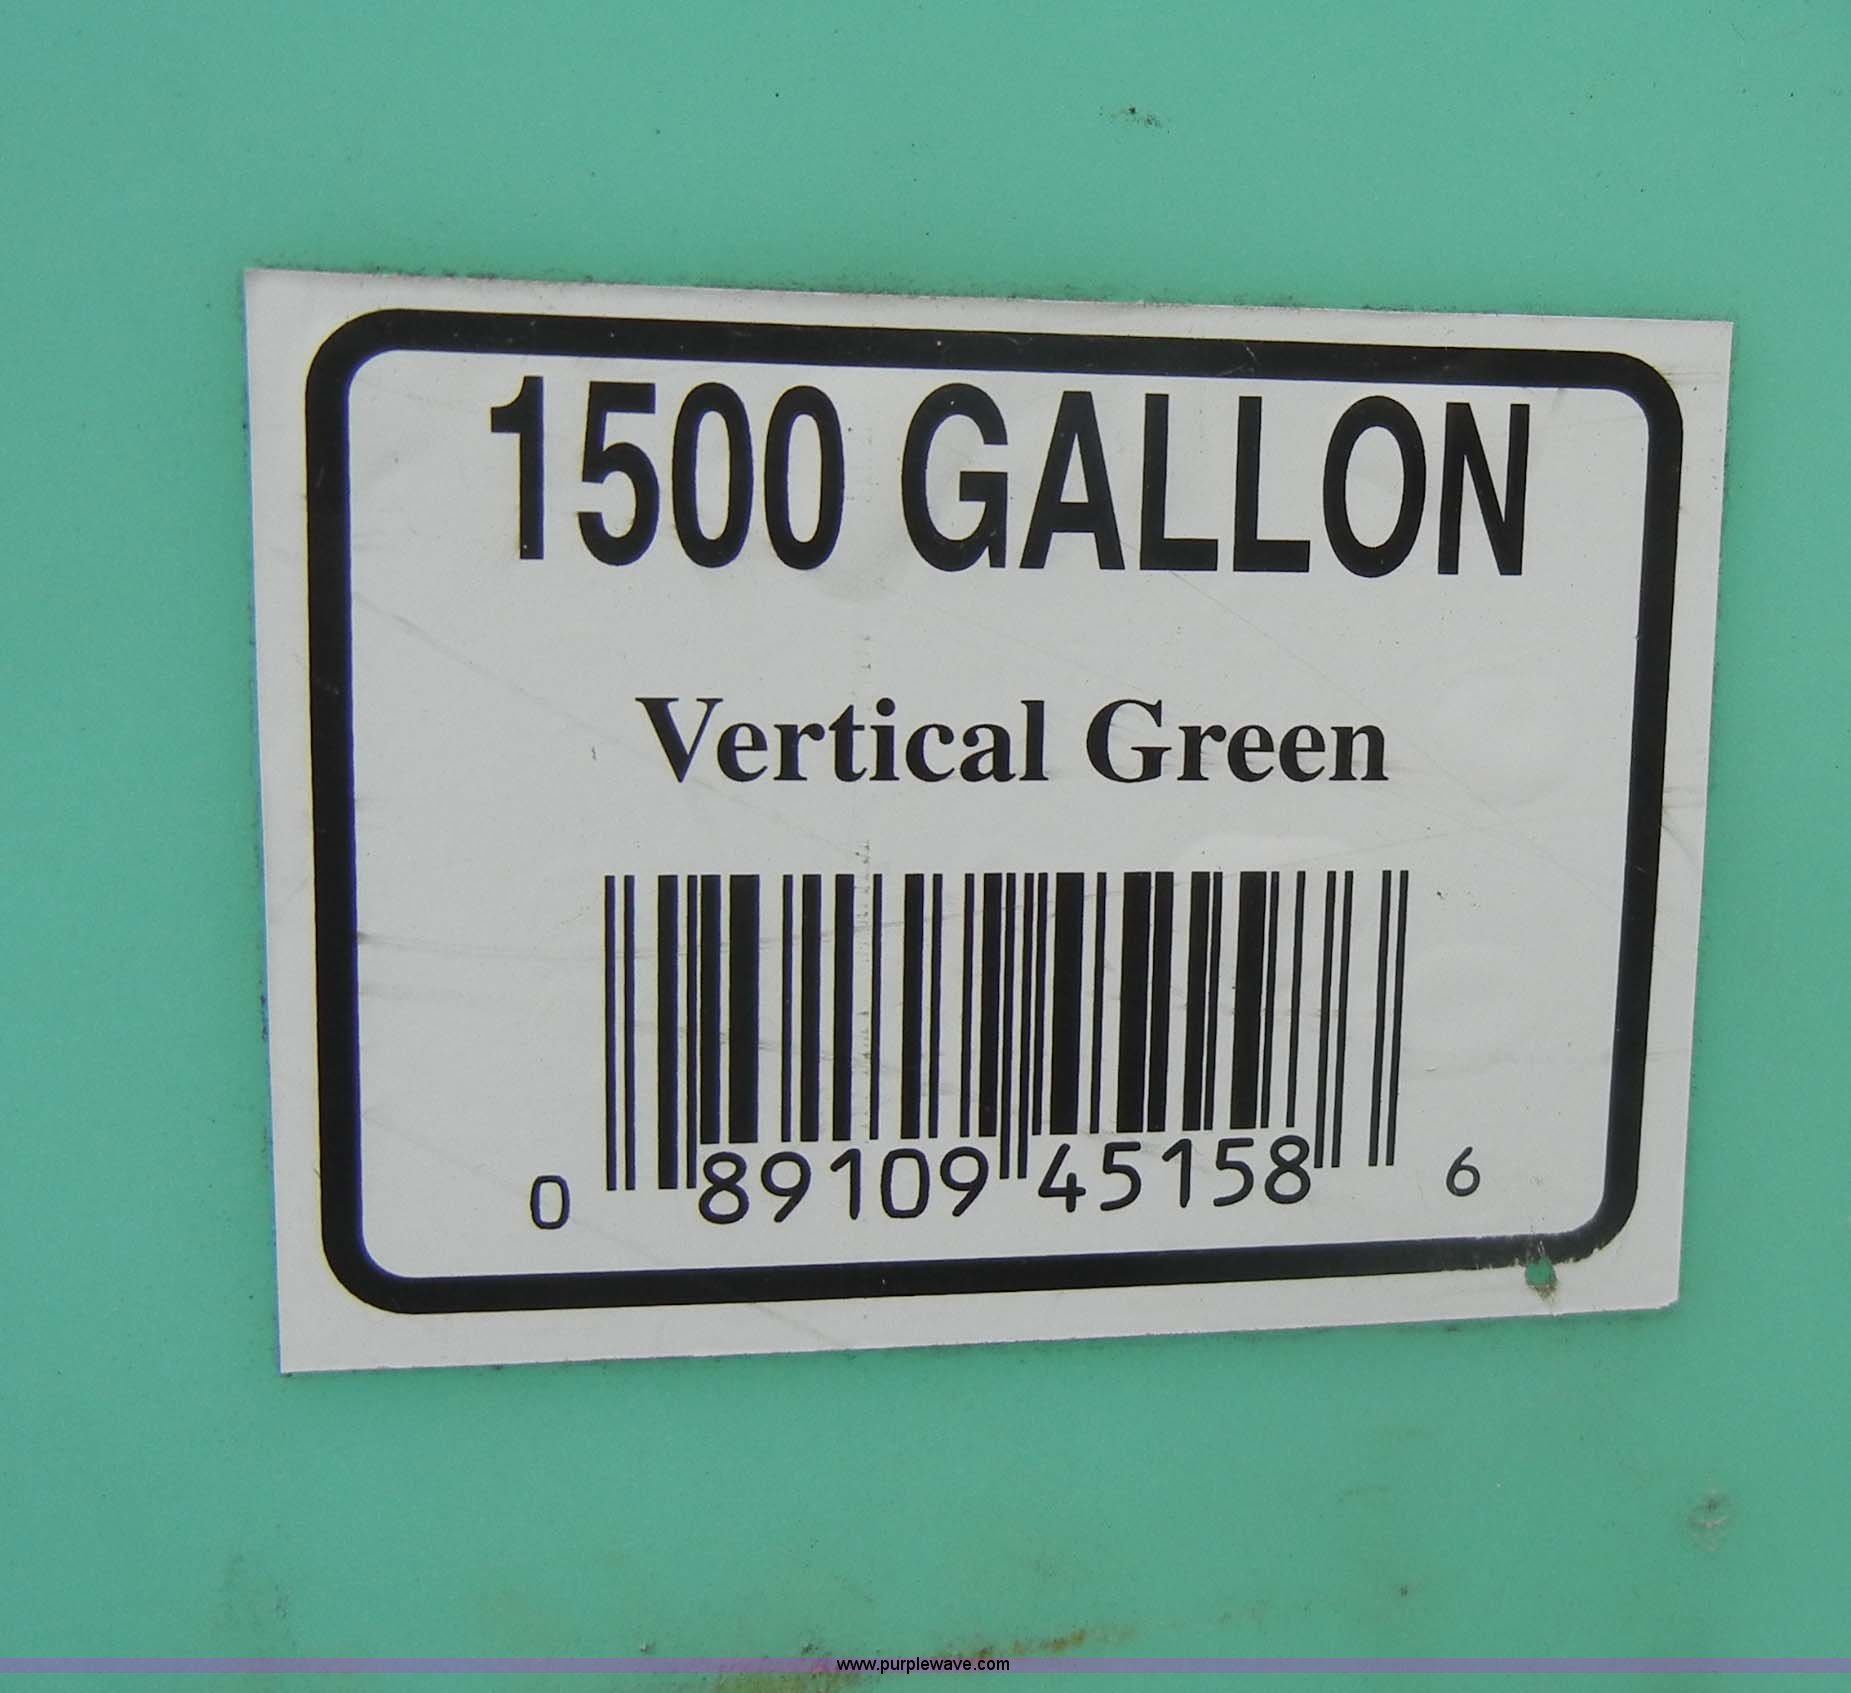 1500 GALLON
Vertical Green
0 89109 45158 6
www.purplewave.com